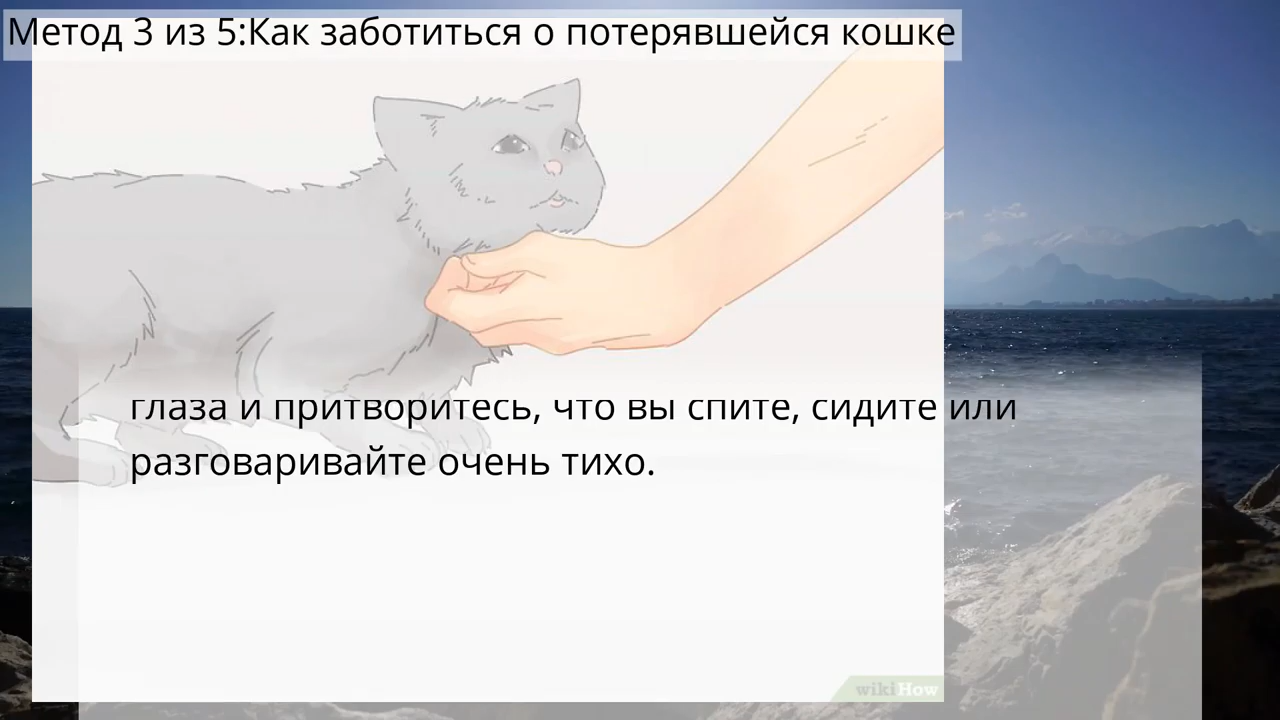 Метод 3 из 5:Как заботиться о потерявшейся кошке
глаза и притворитесь, что вы спите, сидите или
разговаривайте очень тихо.
wikiHow